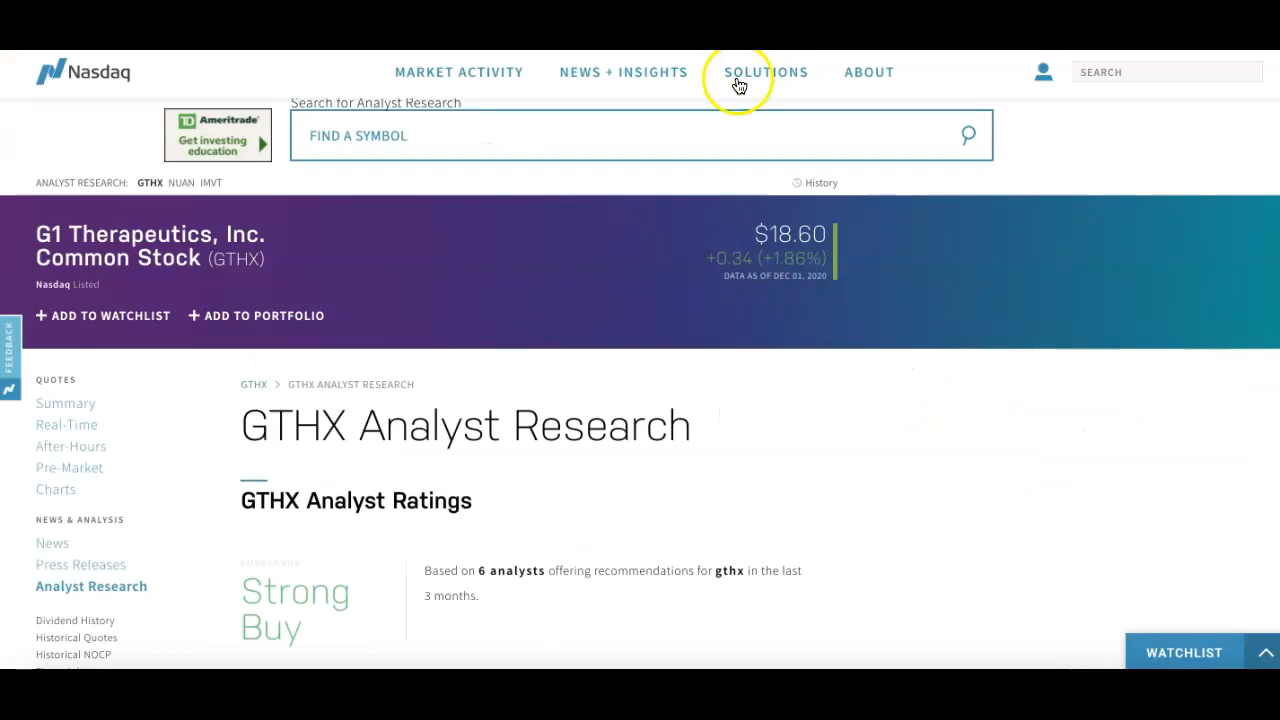 Nasdaq
MARKET ACTIVITY
NEWS + INSIGHTS
SOLUTIONS
ABOUT
SEARCH
Search for Analyst Research
TD Ameritrade
Get investing
education
FIND A SYMBOL
ANALYST RESEARCH: GTHX NUAN IMVT
History
G1 Therapeutics, Inc.
Common Stock (GTHX)
Nasdaq Listed
$18.60
+0.34 (+1.86%)
DATA AS OF DEC 01, 2020
+ ADD TO WATCHLIST + ADD TO PORTFOLIO
FEEDBACK
QUOTES
Summary
Real-Time
After-Hours
Pre-Market
Charts
NEWS & ANALYSIS
News
Press Releases
Analyst Research
Dividend History
Historical Quotes
Historical NOCP
GTHX > GTHX ANALYST RESEARCH
GTHX Analyst Research
GTHX Analyst Ratings
Strong
Buy
Based on 6 analysts offering recommendations for gthx in the last
3 months.
WATCHLIST